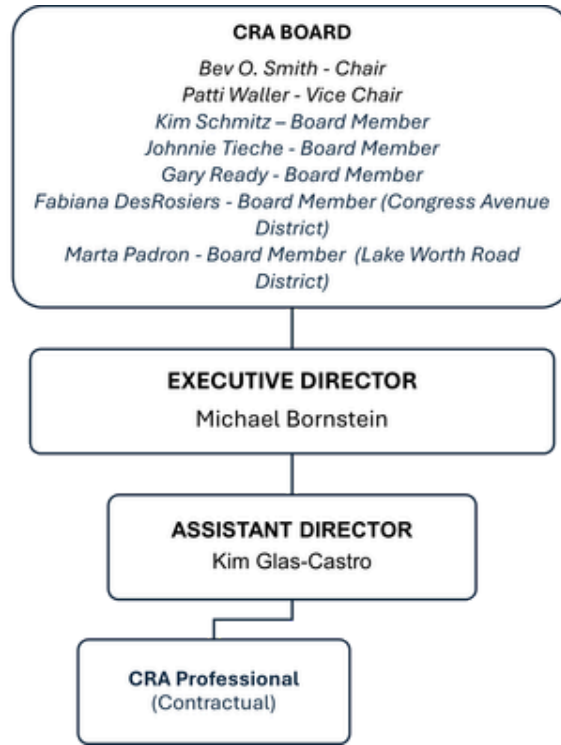 CRA BOARD
Bev O. Smith - Chair
Patti Waller - Vice Chair
Kim Schmitz – Board Member
Johnnie Tieche - Board Member
Gary Ready - Board Member
Fabiana DesRosiers - Board Member (Congress Avenue
District)
Marta Padron - Board Member (Lake Worth Road
District)
EXECUTIVE DIRECTOR
Michael Bornstein
ASSISTANT DIRECTOR
Kim Glas-Castro
CRA Professional
(Contractual)